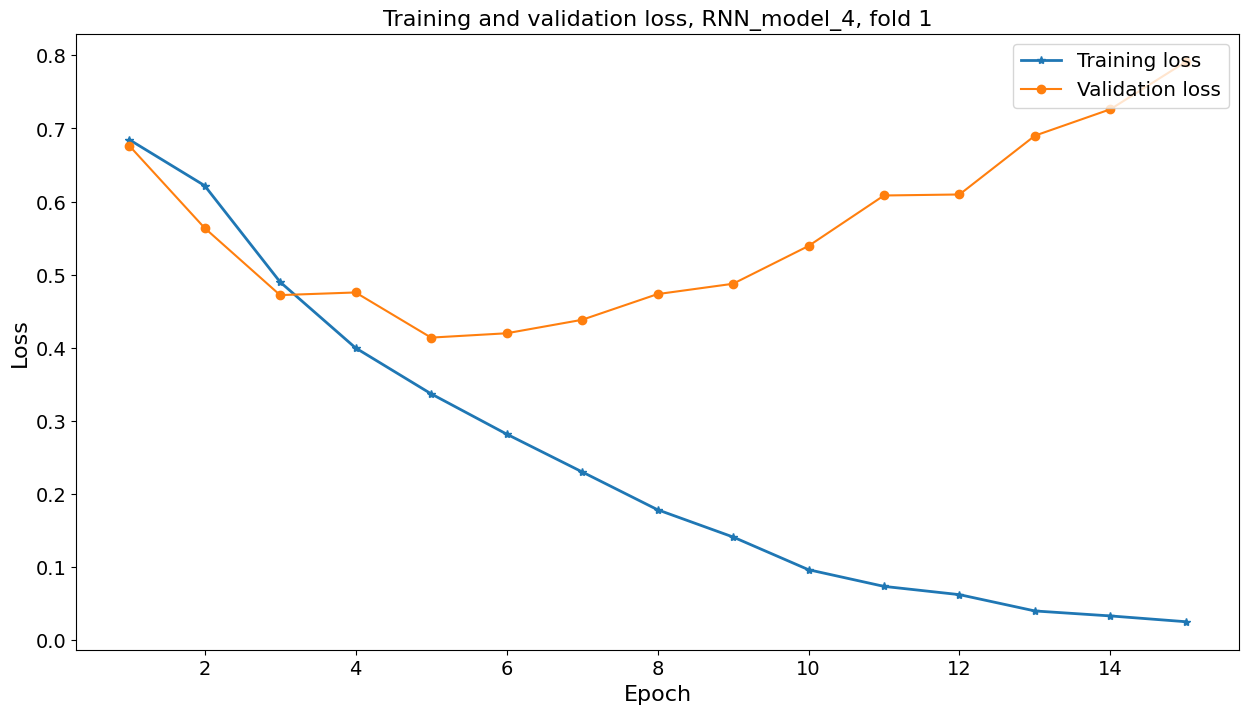 Training and validation loss, RNN_model_4, fold 1
Training loss
Validation loss
Loss
0.8
0.7
0.6
0.5
0.4
0.3
0.2
0.1
0.0
2 4 6 8 10 12 14
Epoch